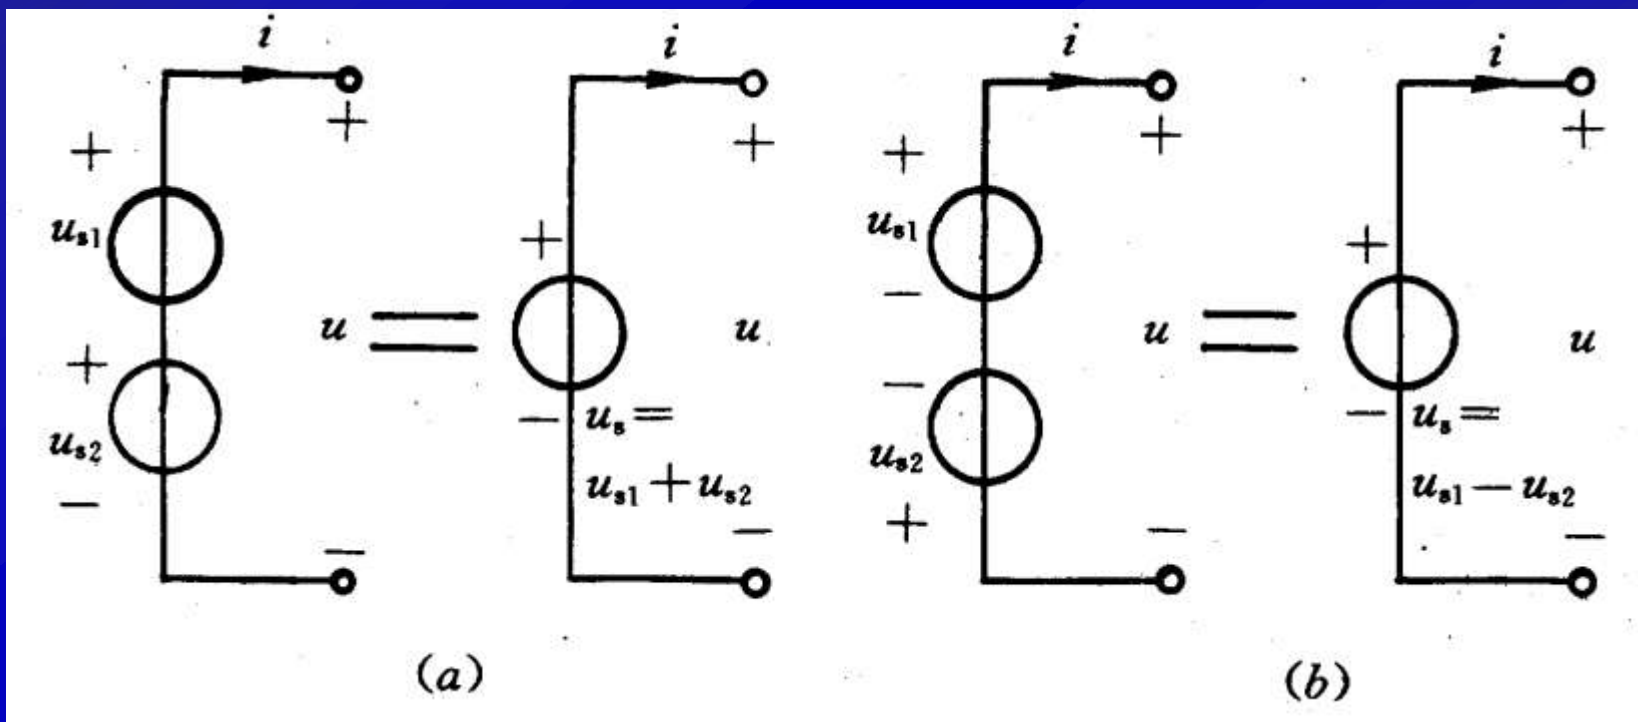 i
+
+
u_s1
+
u_s2
−
−
u
=
i
+
+
u
−
u_s =
u_s1 + u_s2
−
(a)
i
+
+
u_s1
−
−
u_s2
+
−
u
=
i
+
+
u
−
u_s =
u_s1 − u_s2
−
(b)